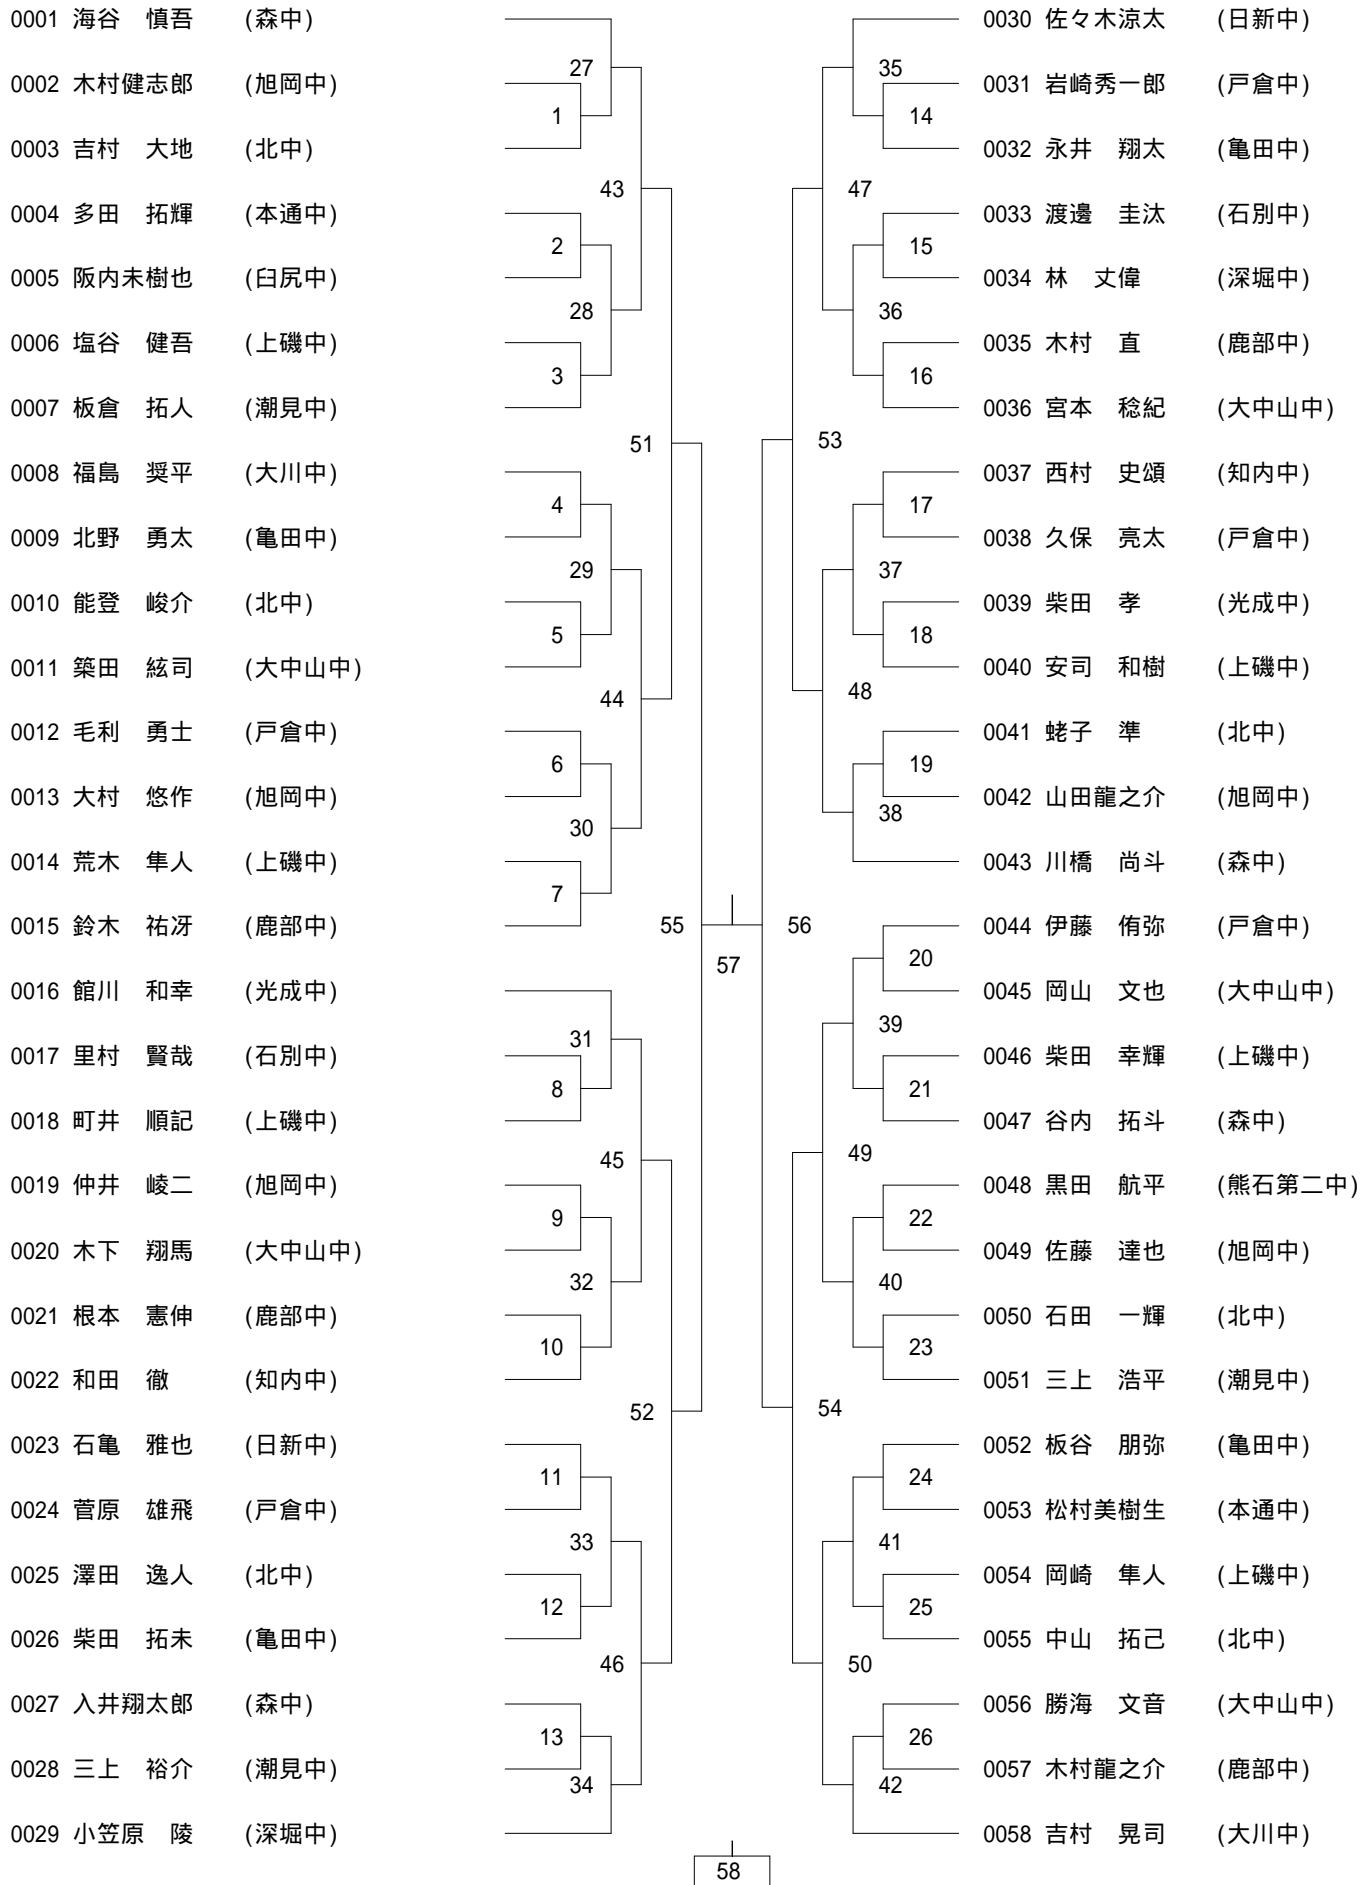 0001 海谷　慎吾　(森中)
0002 木村健志郎　(旭岡中)
0003 吉村　大地　(北中)
0004 多田　拓輝　(本通中)
0005 阪内未樹也　(臼尻中)
0006 塩谷　健吾　(上磯中)
0007 板倉　拓人　(潮見中)
0008 福島　奨平　(大川中)
0009 北野　勇太　(亀田中)
0010 能登　峻介　(北中)
0011 築田　絃司　(大中山中)
0012 毛利　勇士　(戸倉中)
0013 大村　悠作　(旭岡中)
0014 荒木　隼人　(上磯中)
0015 鈴木　祐冴　(鹿部中)
0016 館川　和幸　(光成中)
0017 里村　賢哉　(石別中)
0018 町井　順記　(上磯中)
0019 仲井　崚二　(旭岡中)
0020 木下　翔馬　(大中山中)
0021 根本　憲伸　(鹿部中)
0022 和田　徹　(知内中)
0023 石亀　雅也　(日新中)
0024 菅原　雄飛　(戸倉中)
0025 澤田　逸人　(北中)
0026 柴田　拓未　(亀田中)
0027 入井翔太郎　(森中)
0028 三上　裕介　(潮見中)
0029 小笠原　陵　(深堀中)
27
1
43
2
28
3
51
4
29
5
44
6
30
7
55
31
8
45
9
32
10
52
11
33
12
46
13
34
57
58
35
14
47
15
36
16
53
17
37
18
48
19
38
56
20
39
21
49
22
40
23
54
24
41
25
50
26
42
0030 佐々木涼太　(日新中)
0031 岩崎秀一郎　(戸倉中)
0032 永井　翔太　(亀田中)
0033 渡邊　圭汰　(石別中)
0034 林　丈偉　(深堀中)
0035 木村　直　(鹿部中)
0036 宮本　稔紀　(大中山中)
0037 西村　史頌　(知内中)
0038 久保　亮太　(戸倉中)
0039 柴田　孝　(光成中)
0040 安司　和樹　(上磯中)
0041 蛯子　準　(北中)
0042 山田龍之介　(旭岡中)
0043 川橋　尚斗　(森中)
0044 伊藤　侑弥　(戸倉中)
0045 岡山　文也　(大中山中)
0046 柴田　幸輝　(上磯中)
0047 谷内　拓斗　(森中)
0048 黒田　航平　(熊石第二中)
0049 佐藤　達也　(旭岡中)
0050 石田　一輝　(北中)
0051 三上　浩平　(潮見中)
0052 板谷　朋弥　(亀田中)
0053 松村美樹生　(本通中)
0054 岡崎　隼人　(上磯中)
0055 中山　拓己　(北中)
0056 勝海　文音　(大中山中)
0057 木村龍之介　(鹿部中)
0058 吉村　晃司　(大川中)